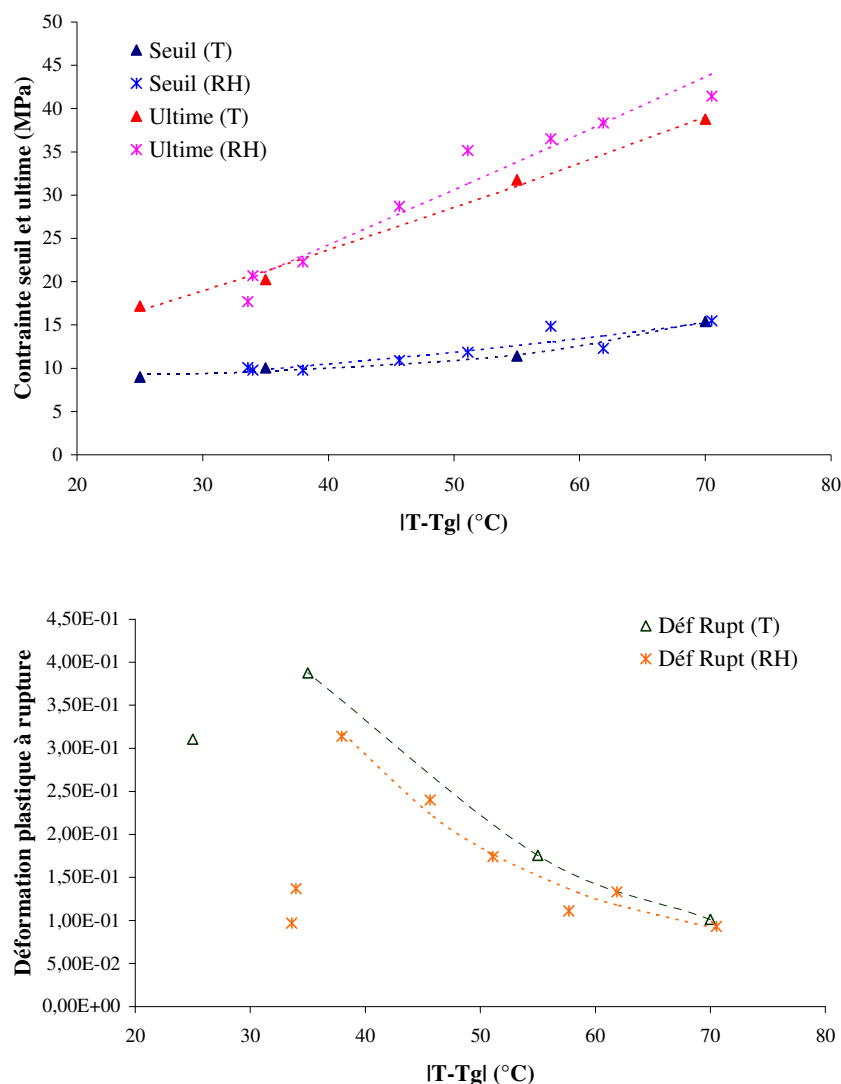 50
45
40
35
30
25
20
15
10
5
0
Contrainte seuil et ultime (MPa)
Seuil (T)
Seuil (RH)
Ultime (T)
Ultime (RH)
20 30 40 50 60 70 80
|T-Tg| (°C)
4,50E-01
4,00E-01
3,50E-01
3,00E-01
2,50E-01
2,00E-01
1,50E-01
1,00E-01
5,00E-02
0,00E+00
Déformation plastique à rupture
Déf Rupt (T)
Déf Rupt (RH)
20 30 40 50 60 70 80
|T-Tg| (°C)